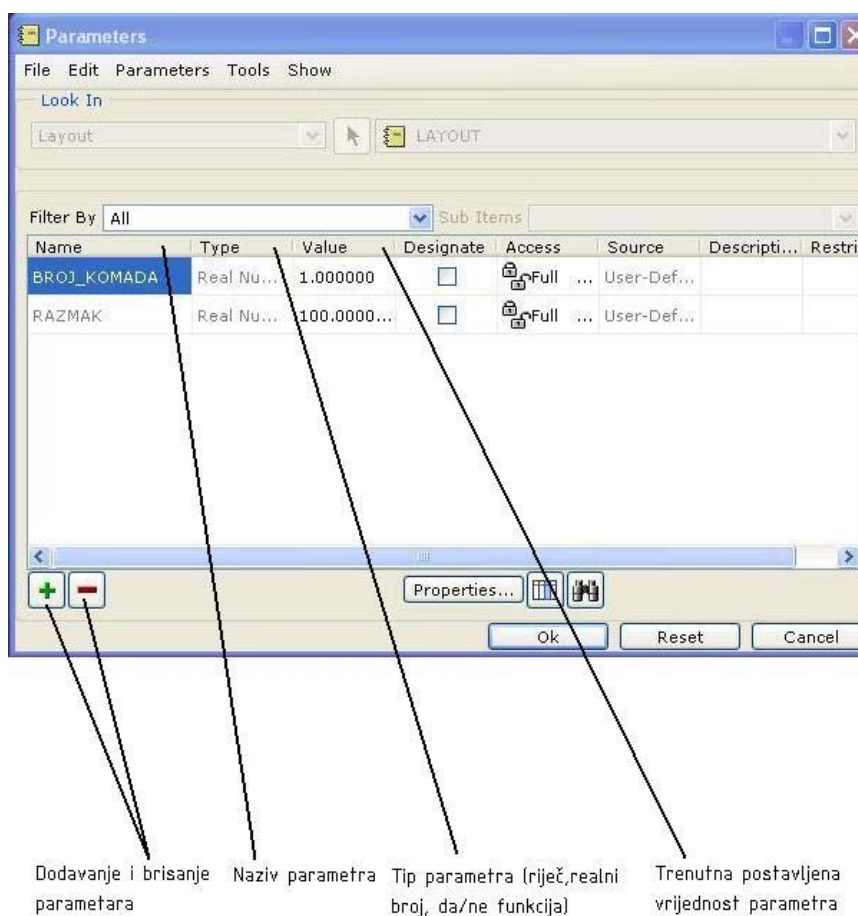 Parameters
File Edit Parameters Tools Show
Look In
Layout LAYOUT
Filter By All Sub Items
Name Type Value Designate Access Source Descripti... Restri
BROJ_KOMADA Real Nu... 1.000000 Full ... User-Def...
RAZMAK Real Nu... 100.0000... Full ... User-Def...
Properties...
Ok Reset Cancel
Dodavanje i brisanje Naziv parametra Tip parametra (riječ,realni Trenutna postavljena
parametara broj, da/ne funkcija) vrijednost parametra